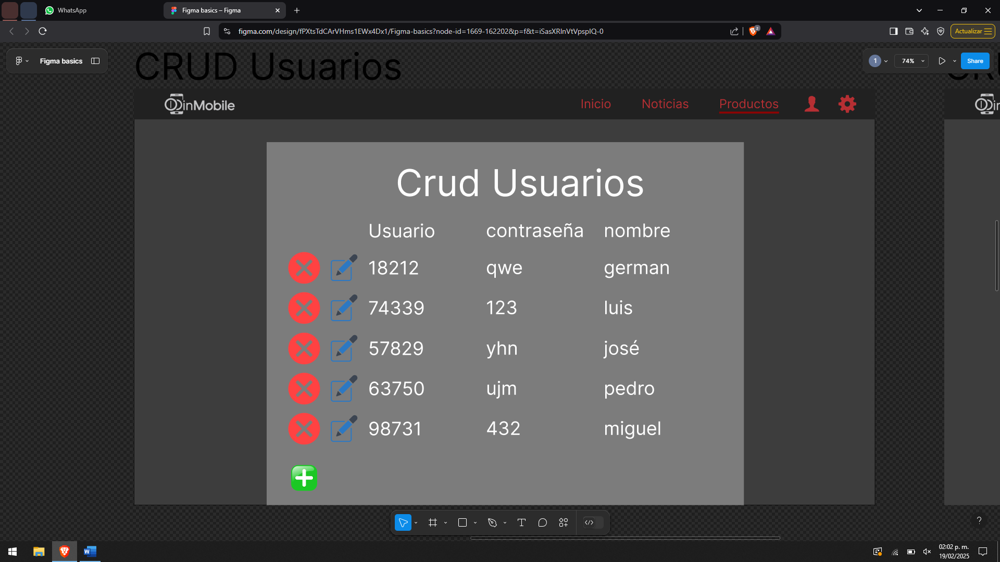 WhatsApp
Figma basics – Figma
figma.com/design/fPXtsTdCArVHms1EWx4Dx1/Figma-basics?node-id=1669-162202&p=f&t=iSasXRlnVtVpsplQ-0
2
Actualizar
Figma basics
CRUD Usuarios
1
74%
Share
inMobile
Inicio
Noticias
Productos
Crud Usuarios
Usuario contraseña nombre
18212 qwe german
74339 123 luis
57829 yhn josé
63750 ujm pedro
98731 432 miguel
?
02:02 p. m.
19/02/2025